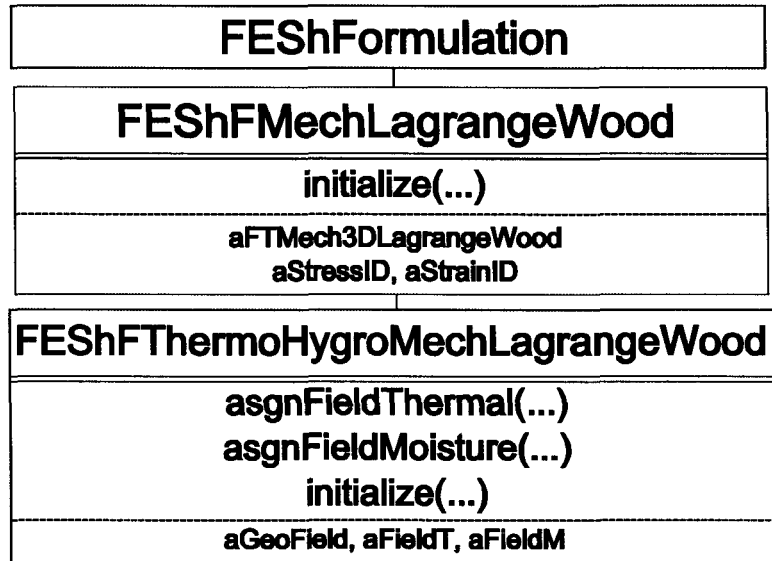 FEShFormulation
FEShFMechLagrangeWood
initialize(...)
aFTMech3DLagrangeWood
aStressID, aStrainID
FEShFThermoHygroMechLagrangeWood
asgnFieldThermal(...)
asgnFieldMoisture(...)
initialize(...)
aGeoField, aFieldT, aFieldM